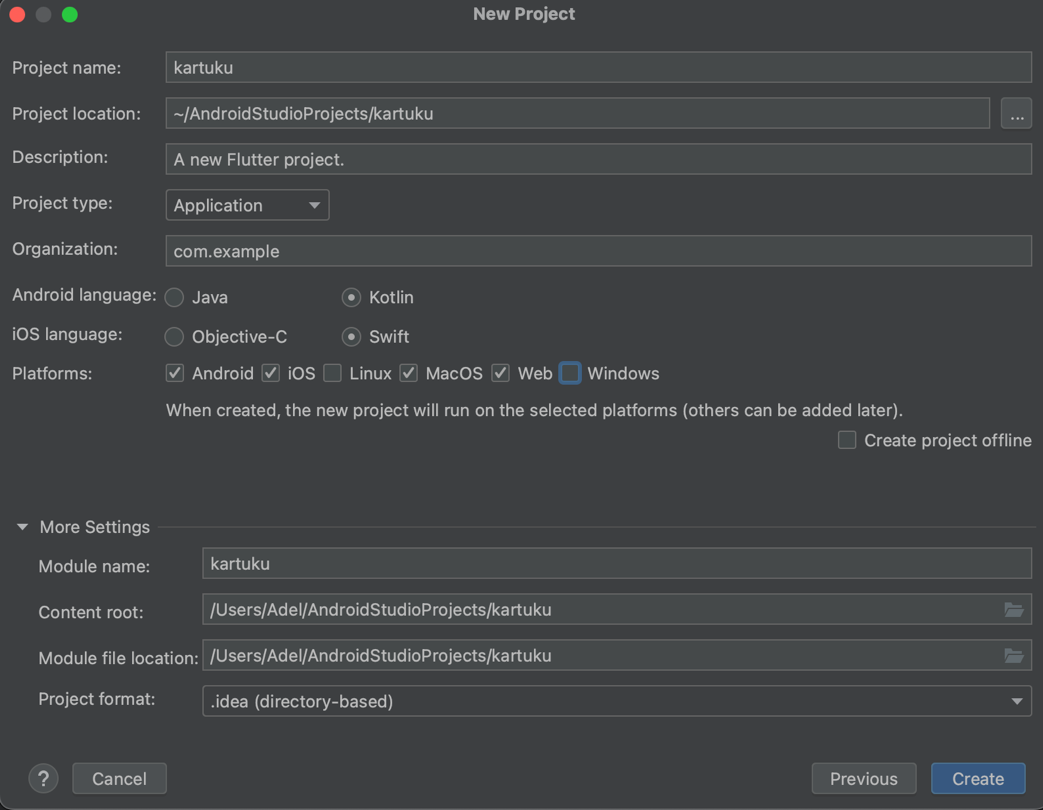 New Project
Project name: kartuku
Project location: ~/AndroidStudioProjects/kartuku ...
Description: A new Flutter project.
Project type: Application
Organization: com.example
Android language: Java Kotlin
iOS language: Objective-C Swift
Platforms: Android iOS Linux MacOS Web Windows
When created, the new project will run on the selected platforms (others can be added later).
Create project offline
More Settings
Module name: kartuku
Content root: /Users/Adel/AndroidStudioProjects/kartuku
Module file location: /Users/Adel/AndroidStudioProjects/kartuku
Project format: .idea (directory-based)
? Cancel Previous Create